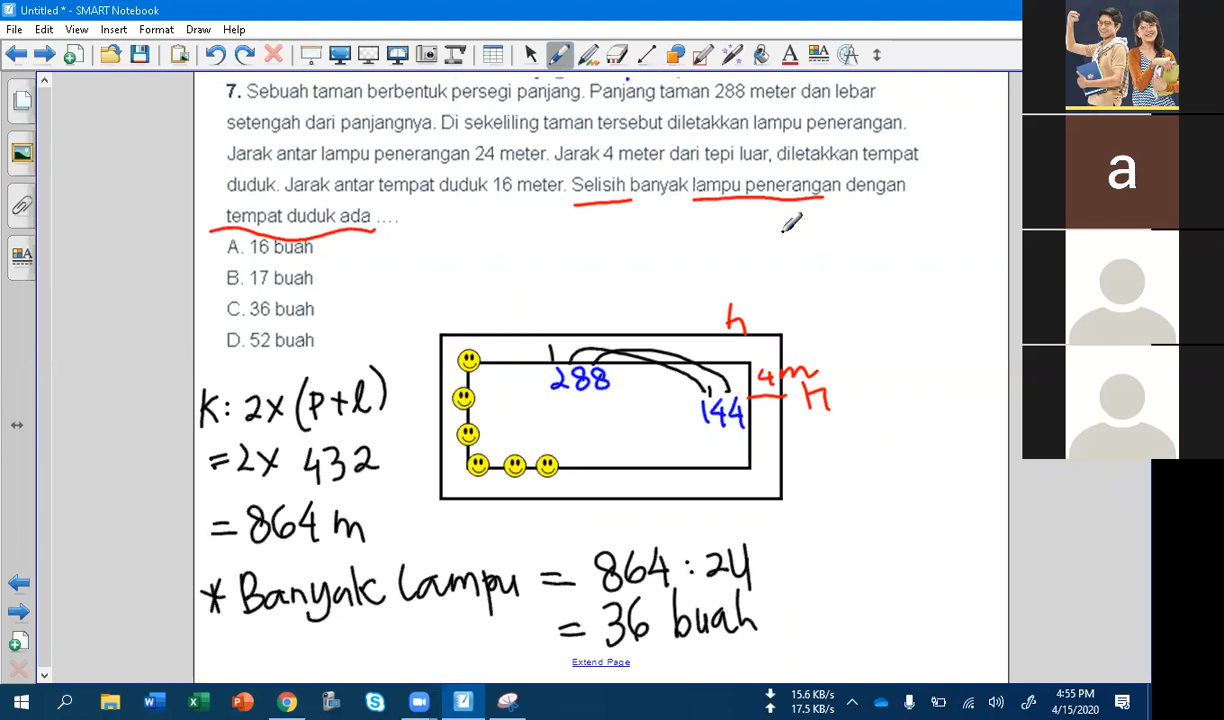 Untitled * - SMART Notebook
File Edit View Insert Format Draw Help
7. Sebuah taman berbentuk persegi panjang. Panjang taman 288 meter dan lebar
setengah dari panjangnya. Di sekeliling taman tersebut diletakkan lampu penerangan.
Jarak antar lampu penerangan 24 meter. Jarak 4 meter dari tepi luar, diletakkan tempat
duduk. Jarak antar tempat duduk 16 meter. Selisih banyak lampu penerangan dengan
tempat duduk ada ....
A. 16 buah
B. 17 buah
C. 36 buah
D. 52 buah
h
288
4m
h
144
K: 2x (p+l)
=2x 432
= 864 m
* Banyak lampu = 864 : 24
= 36 buah
Extend Page
a
15.6 KB/s
17.5 KB/s
4:55 PM
4/15/2020